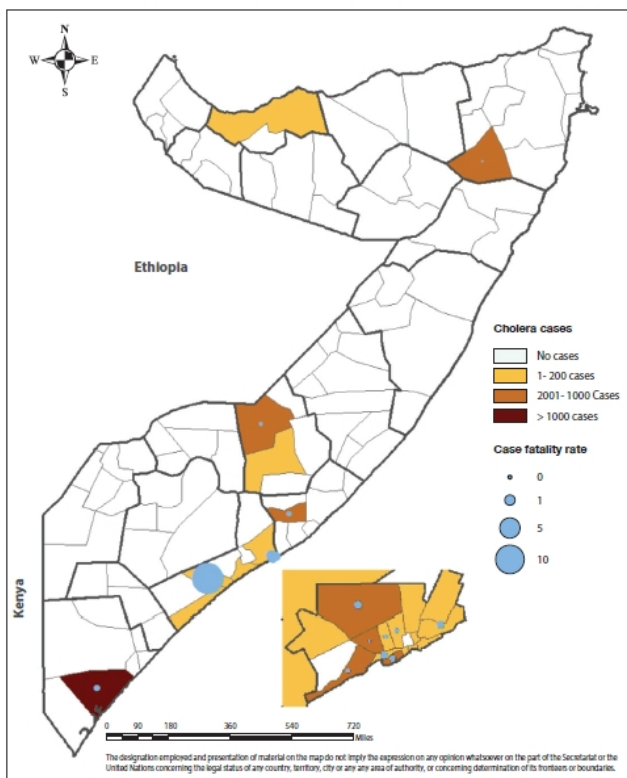 N
W E
S
Ethiopia
Kenya
Cholera cases
No cases
1- 200 cases
2001- 1000 Cases
> 1000 cases
Case fatality rate
0
1
5
10
0 90 180 360 540 720
Miles
The designation employed and presentation of material on the map do not imply the expression on any opinion whatsoever on the part of the Secretariat or the
United Nations concerning the legal status of any country, territory, city or any any area of authority, or concerning determination of its frontiers or boundaries.